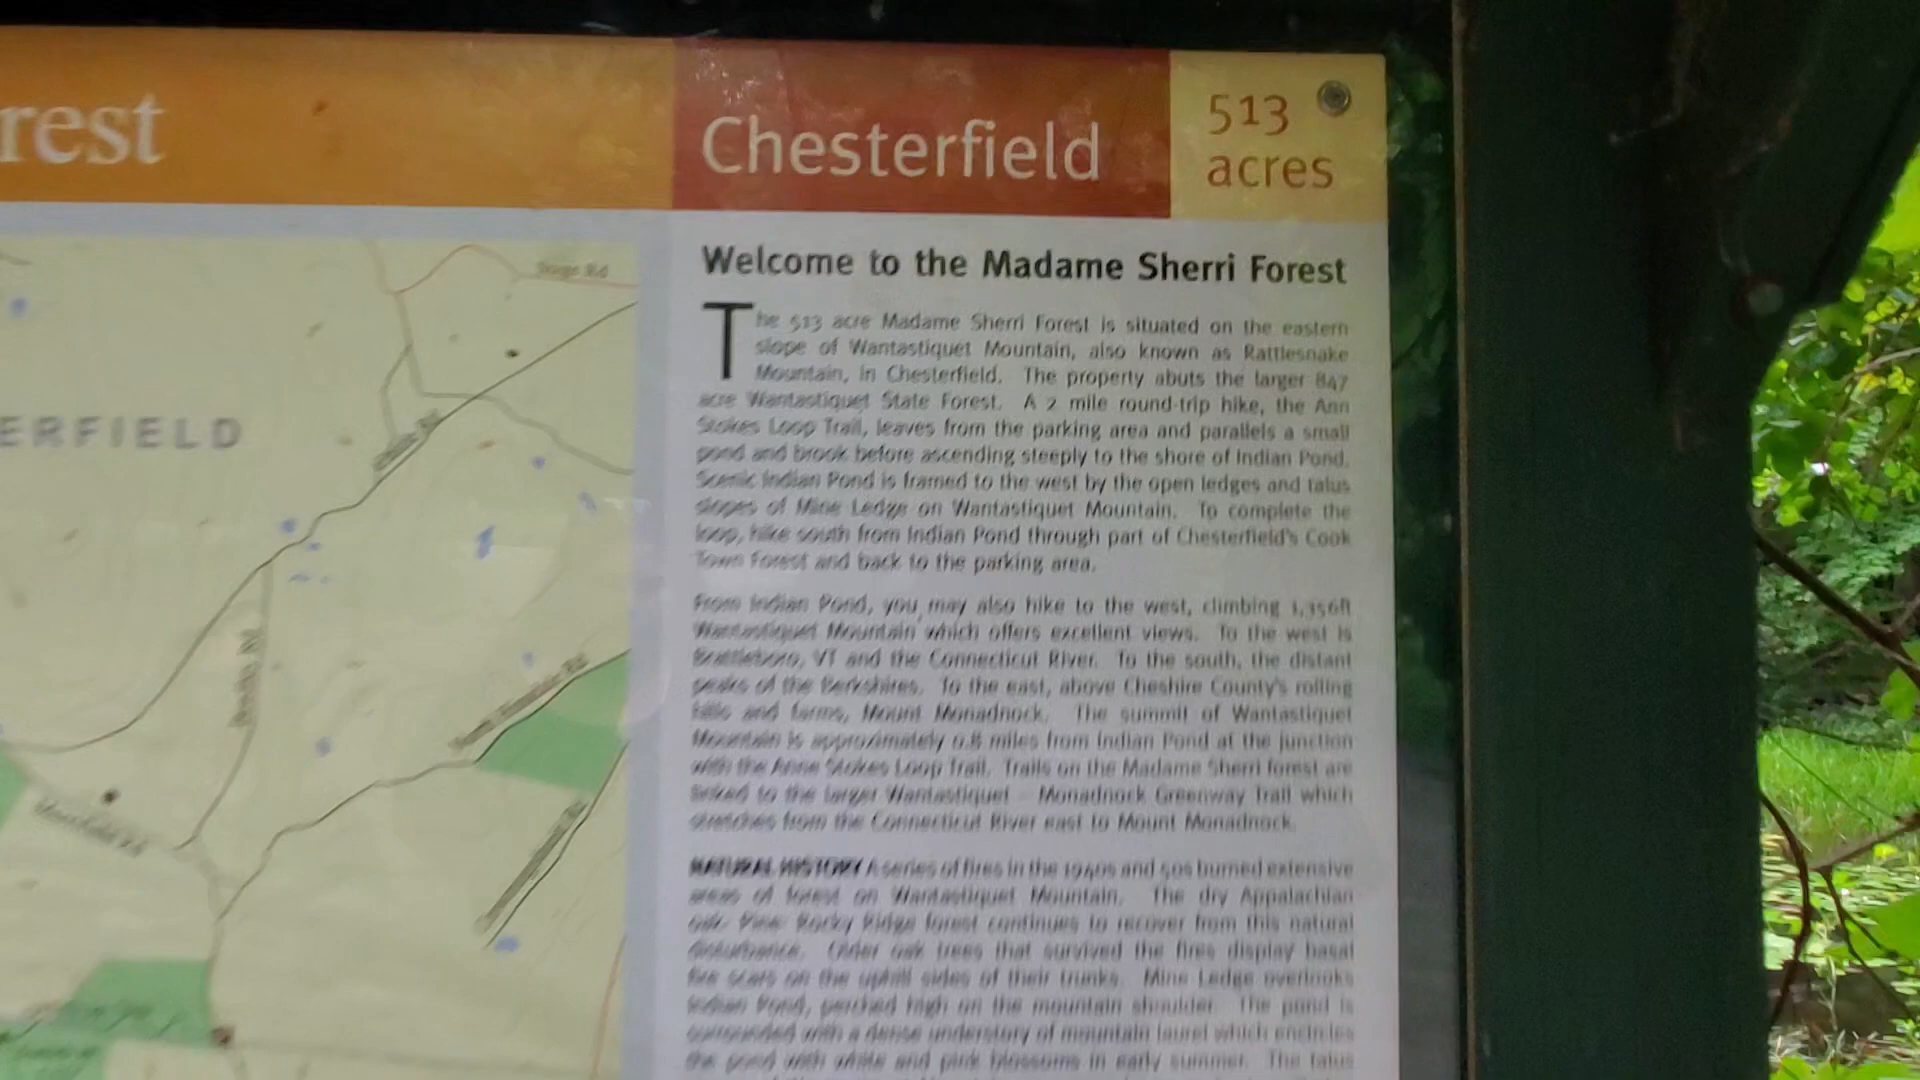 rest
Chesterfield
513
acres
Welcome to the Madame Sherri Forest
The 513 acre Madame Sherri Forest is situated on the eastern
slope of Wantastiquet Mountain, also known as Rattlesnake
Mountain, in Chesterfield. The property abuts the larger 847
acre Wantastiquet State Forest. A 2 mile round-trip hike, the Ann
Stokes Loop Trail, leaves from the parking area and parallels a small
pond and brook before ascending steeply to the shore of Indian Pond.
Scenic Indian Pond is framed to the west by the open ledges and talus
slopes of Mine Ledge on Wantastiquet Mountain. To complete the
loop, hike south from Indian Pond through part of Chesterfield's Cook
Town Forest and back to the parking area.
From Indian Pond, you may also hike to the west, climbing 1,356ft
Wantastiquet Mountain which offers excellent views. To the west is
Brattleboro, VT and the Connecticut River. To the south, the distant
peaks of the Berkshires. To the east, above Cheshire County's rolling
hills and farms, Mount Monadnock. The summit of Wantastiquet
Mountain is approximately 0.8 miles from Indian Pond at the junction
with the Anne Stokes Loop Trail. Trails on the Madame Sherri forest are
linked to the larger Wantastiquet - Monadnock Greenway Trail which
stretches from the Connecticut River east to Mount Monadnock.
NATURAL HISTORY A series of fires in the 1940s and 50s burned extensive
areas of forest on Wantastiquet Mountain. The dry Appalachian
oak- Pine Rocky Ridge forest continues to recover from this natural
disturbance. Older oak trees that survived the fires display basal
fire scars on the uphill sides of their trunks. Mine Ledge overlooks
Indian Pond, perched high on the mountain shoulder. The pond is
surrounded with a dense understory of mountain laurel which encircles
the pond with white and pink blossoms in early summer. The talus
ERFIELD
Stage Rd